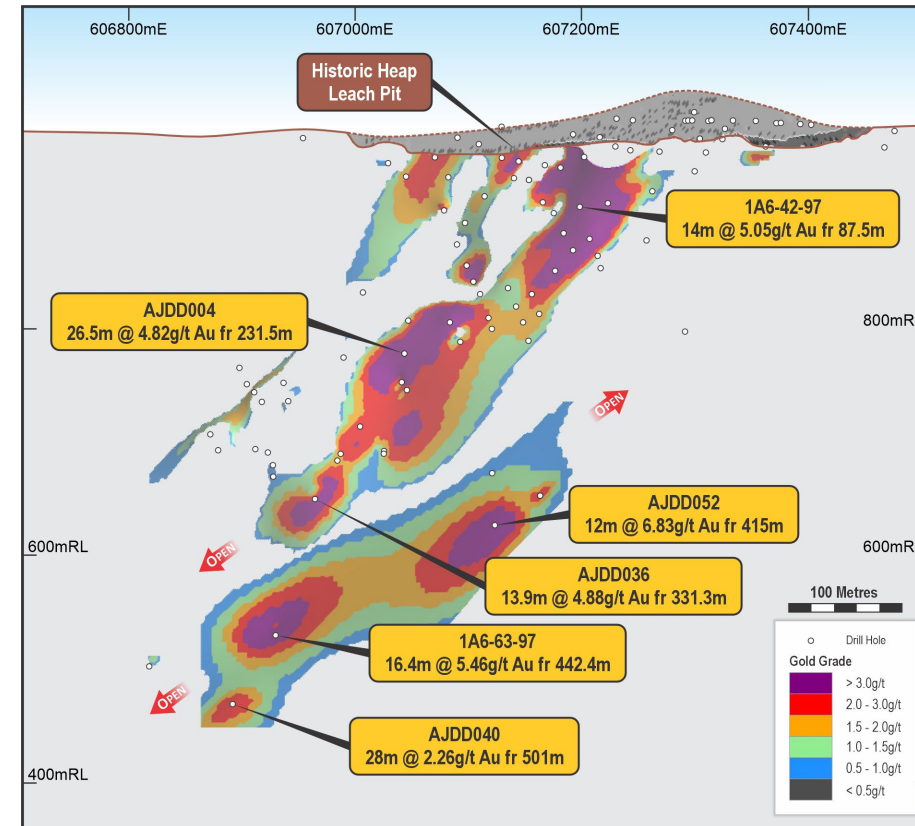 606800mE
607000mE
607200mE
607400mE
Historic Heap
Leach Pit
1A6-42-97
14m @ 5.05g/t Au fr 87.5m
AJDD004
26.5m @ 4.82g/t Au fr 231.5m
800mR
OPEN
AJDD052
12m @ 6.83g/t Au fr 415m
600mRL
600mR
OPEN
AJDD036
13.9m @ 4.88g/t Au fr 331.3m
100 Metres
1A6-63-97
16.4m @ 5.46g/t Au fr 442.4m
OPEN
AJDD040
28m @ 2.26g/t Au fr 501m
400mRL
Drill Hole
Gold Grade
> 3.0g/t
2.0 - 3.0g/t
1.5 - 2.0g/t
1.0 - 1.5g/t
0.5 - 1.0g/t
< 0.5g/t